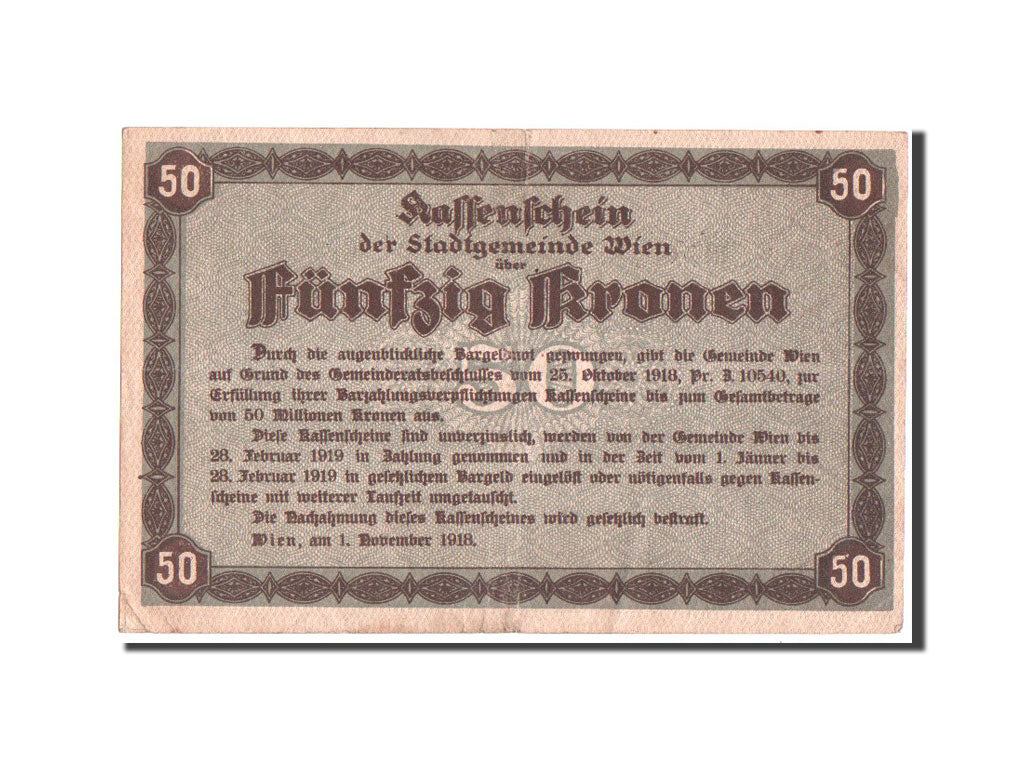 50 50
Kassenschein
der Stadtgemeinde Wien
über
Fünfzig Kronen
Durch die augenblickliche Bargeldnot gezwungen, gibt die Gemeinde Wien
auf Grund des Gemeinderatsbeschlusses vom 25. Oktober 1918, Pr. Z. 10540, zur
Erfüllung ihrer Barzahlungsverpflichtungen Kassenscheine bis zum Gesamtbetrage
von 50 Millionen Kronen aus.
50
Diese Kassenscheine sind unverzinslich, werden von der Gemeinde Wien bis
28. Februar 1919 in Zahlung genommen und in der Zeit vom 1. Jänner bis
28. Februar 1919 in gesetzlichem Bargeld eingelöst oder nötigenfalls gegen Kassen-
scheine mit weiterer Laufzeit umgetauscht.
Die Nachahmung dieses Kassenscheines wird gesetzlich bestraft.
Wien, am 1. November 1918.
50 50